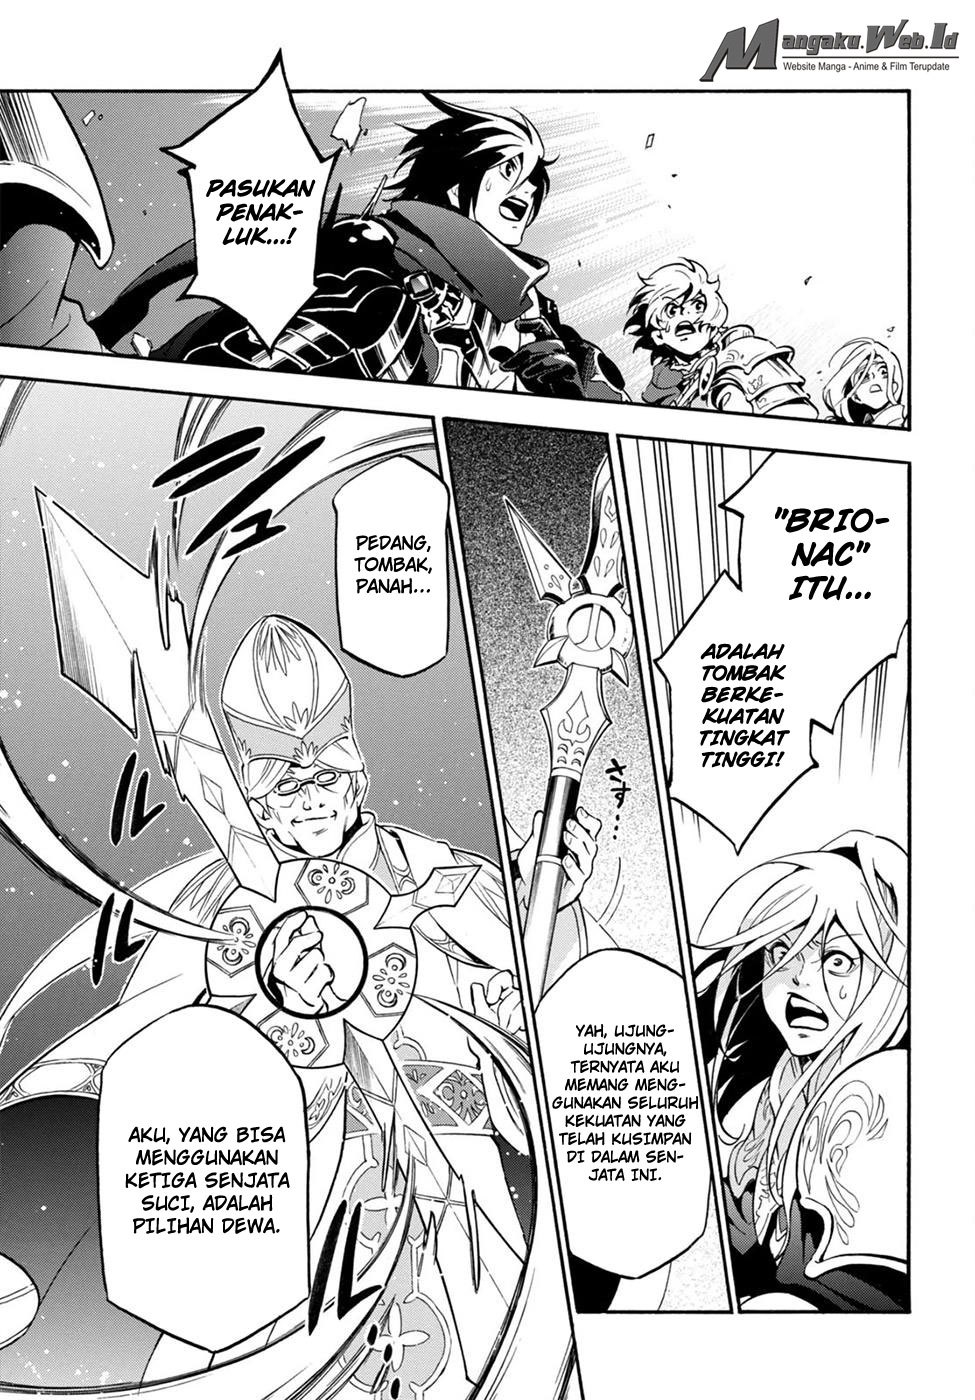 Mangaku.Web.Id
Website Manga - Anime & Film Terupdate
PASUKAN
PENAK-
LUK...!
"BRIO-
NAC"
ITU...
ADALAH
TOMBAK
BERKE-
KUATAN
TINGKAT
TINGGI!
さす…
YAH, UJUNG-
UJUNGNYA,
TERNYATA AKU
MEMANG MENG-
GUNAKAN SELURUH
KEKUATAN YANG
TELAH KUSIMPAN
DI DALAM SEN-
JATA INI.
PEDANG,
TOMBAK,
PANAH...
AKU, YANG BISA
MENGGUNAKAN
KETIGA SENJATA
SUCI, ADALAH
PILIHAN DEWA.